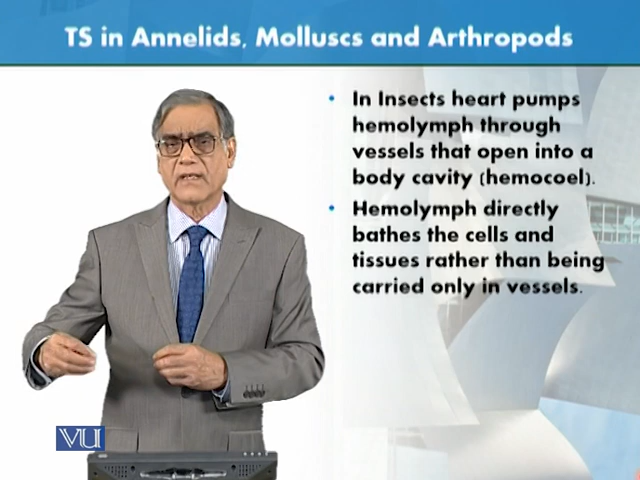 TS in Annelids, Molluscs and Arthropods
• In Insects heart pumps
hemolymph through
vessels that open into a
body cavity (hemocoel).
• Hemolymph directly
bathes the cells and
tissues rather than being
carried only in vessels.
VU